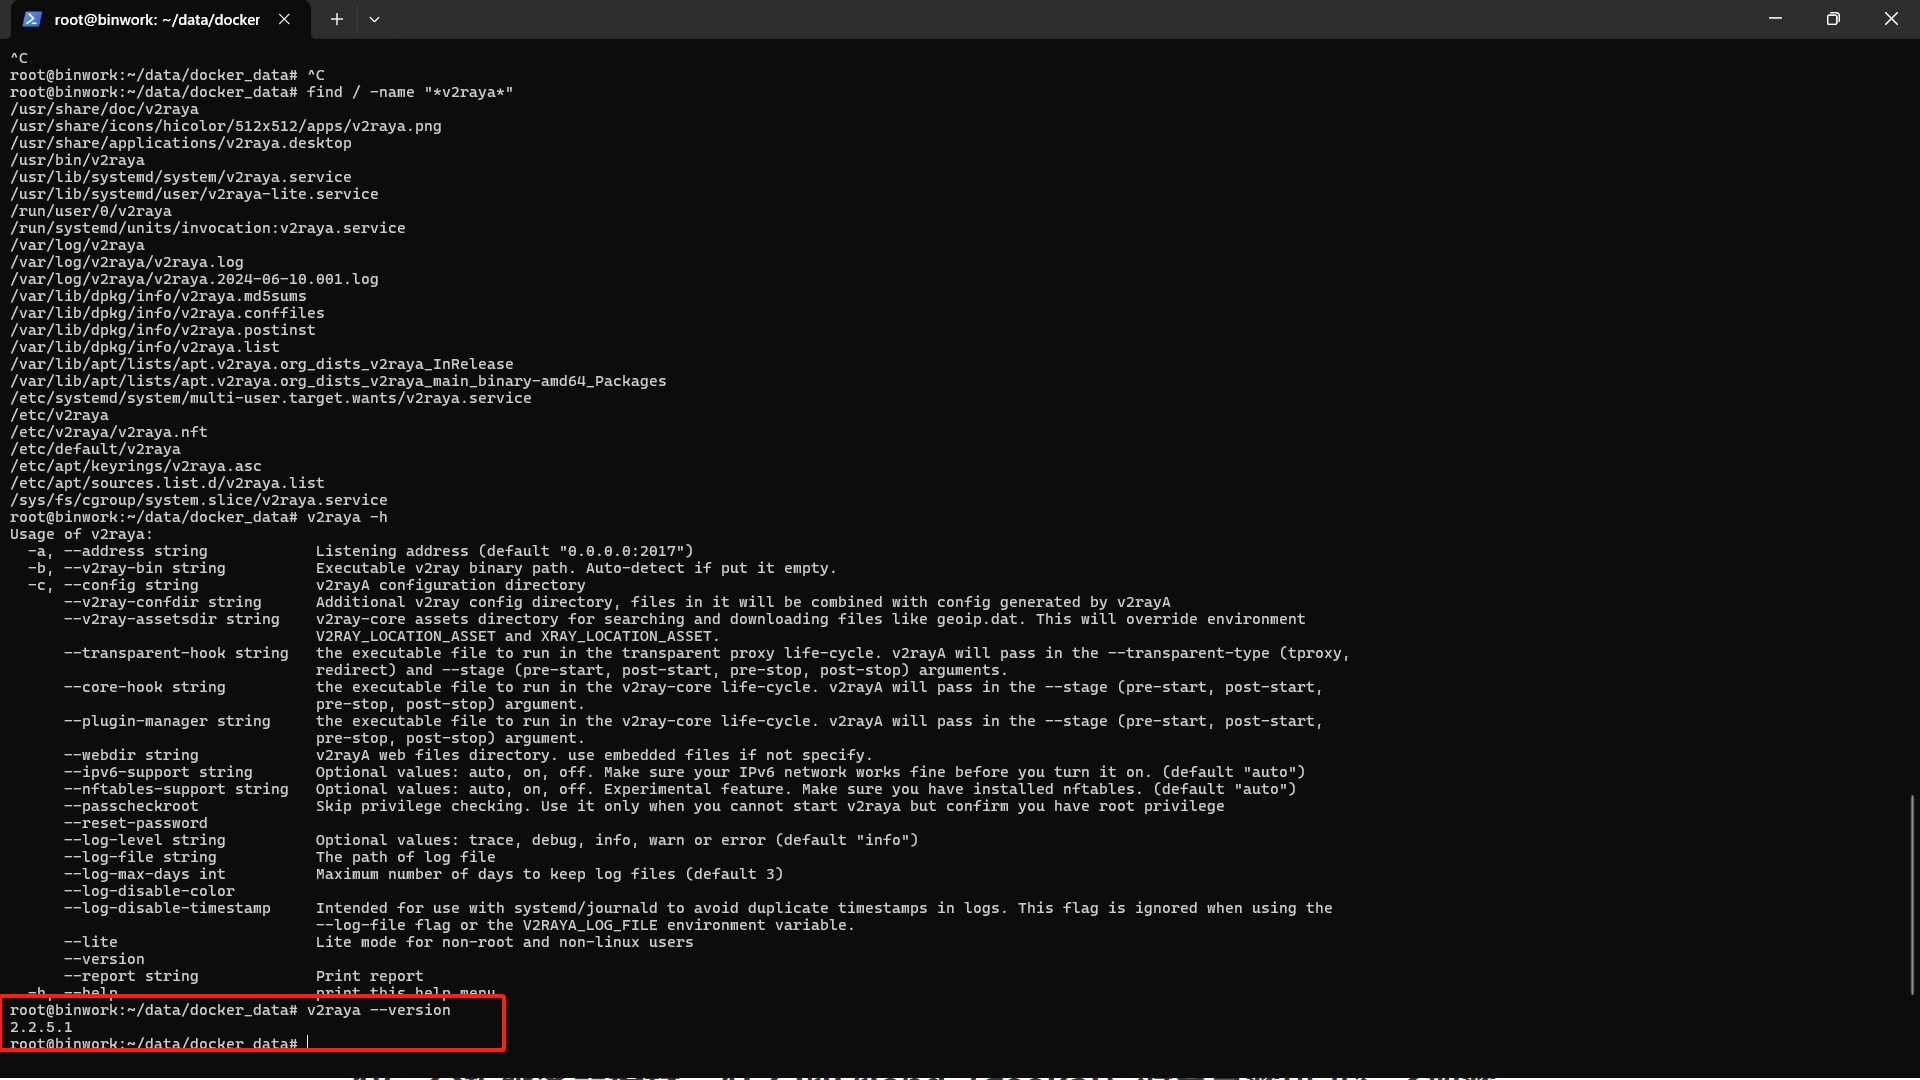 root@binwork: ~/data/docker
^C
root@binwork:~/data/docker_data# ^C
root@binwork:~/data/docker_data# find / -name "*v2raya*"
/usr/share/doc/v2raya
/usr/share/icons/hicolor/512x512/apps/v2raya.png
/usr/share/applications/v2raya.desktop
/usr/bin/v2raya
/usr/lib/systemd/system/v2raya.service
/usr/lib/systemd/user/v2raya-lite.service
/run/user/0/v2raya
/run/systemd/units/invocation:v2raya.service
/var/log/v2raya
/var/log/v2raya/v2raya.log
/var/log/v2raya/v2raya.2024-06-10.001.log
/var/lib/dpkg/info/v2raya.md5sums
/var/lib/dpkg/info/v2raya.conffiles
/var/lib/dpkg/info/v2raya.postinst
/var/lib/dpkg/info/v2raya.list
/var/lib/apt/lists/apt.v2raya.org_dists_v2raya_InRelease
/var/lib/apt/lists/apt.v2raya.org_dists_v2raya_main_binary-amd64_Packages
/etc/systemd/system/multi-user.target.wants/v2raya.service
/etc/v2raya
/etc/v2raya/v2raya.nft
/etc/default/v2raya
/etc/apt/keyrings/v2raya.asc
/etc/apt/sources.list.d/v2raya.list
/sys/fs/cgroup/system.slice/v2raya.service
root@binwork:~/data/docker_data# v2raya -h
Usage of v2raya:
  -a, --address string            Listening address (default "0.0.0.0:2017")
  -b, --v2ray-bin string          Executable v2ray binary path. Auto-detect if put it empty.
  -c, --config string             v2rayA configuration directory
      --v2ray-confdir string      Additional v2ray config directory, files in it will be combined with config generated by v2rayA
      --v2ray-assetsdir string    v2ray-core assets directory for searching and downloading files like geoip.dat. This will override environment
                                  V2RAY_LOCATION_ASSET and XRAY_LOCATION_ASSET.
      --transparent-hook string   the executable file to run in the transparent proxy life-cycle. v2rayA will pass in the --transparent-type (tproxy,
                                  redirect) and --stage (pre-start, post-start, pre-stop, post-stop) arguments.
      --core-hook string          the executable file to run in the v2ray-core life-cycle. v2rayA will pass in the --stage (pre-start, post-start,
                                  pre-stop, post-stop) argument.
      --plugin-manager string     the executable file to run in the v2ray-core life-cycle. v2rayA will pass in the --stage (pre-start, post-start,
                                  pre-stop, post-stop) argument.
      --webdir string             v2rayA web files directory. use embedded files if not specify.
      --ipv6-support string       Optional values: auto, on, off. Make sure your IPv6 network works fine before you turn it on. (default "auto")
      --nftables-support string   Optional values: auto, on, off. Experimental feature. Make sure you have installed nftables. (default "auto")
      --passcheckroot             Skip privilege checking. Use it only when you cannot start v2raya but confirm you have root privilege
      --reset-password
      --log-level string          Optional values: trace, debug, info, warn or error (default "info")
      --log-file string           The path of log file
      --log-max-days int          Maximum number of days to keep log files (default 3)
      --log-disable-color
      --log-disable-timestamp     Intended for use with systemd/journald to avoid duplicate timestamps in logs. This flag is ignored when using the
                                  --log-file flag or the V2RAYA_LOG_FILE environment variable.
      --lite                      Lite mode for non-root and non-linux users
      --version
      --report string             Print report
  -h, --help                      print this help menu
root@binwork:~/data/docker_data# v2raya --version
2.2.5.1
root@binwork:~/data/docker_data#